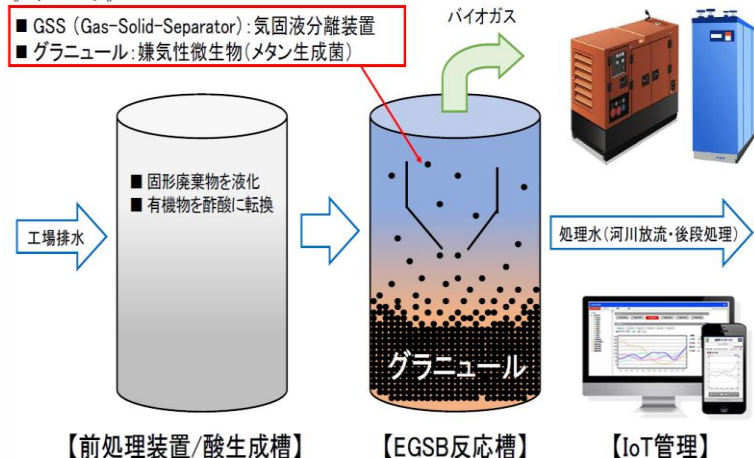 ■ GSS (Gas-Solid-Separator):気固液分離装置
■ グラニュール:嫌気性微生物(メタン生成菌)
バイオガス
■ 固形廃棄物を液化
■ 有機物を酢酸に転換
工場排水
処理水(河川放流・後段処理)
グラニュール
【前処理装置/酸生成槽】
【EGSB反応槽】
【IoT管理】